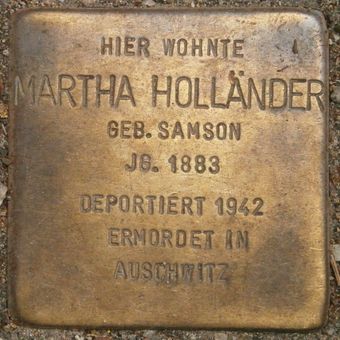 HIER WOHNTE
MARTHA HOLLÄNDER
GEB. SAMSON
JG. 1883
DEPORTIERT 1942
ERMORDET IN
AUSCHWITZ